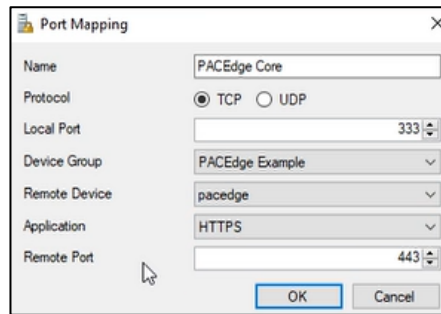 Port Mapping
Name PACEdge Core
Protocol TCP UDP
Local Port 333
Device Group PACEdge Example
Remote Device pacedge
Application HTTPS
Remote Port 443
OK Cancel